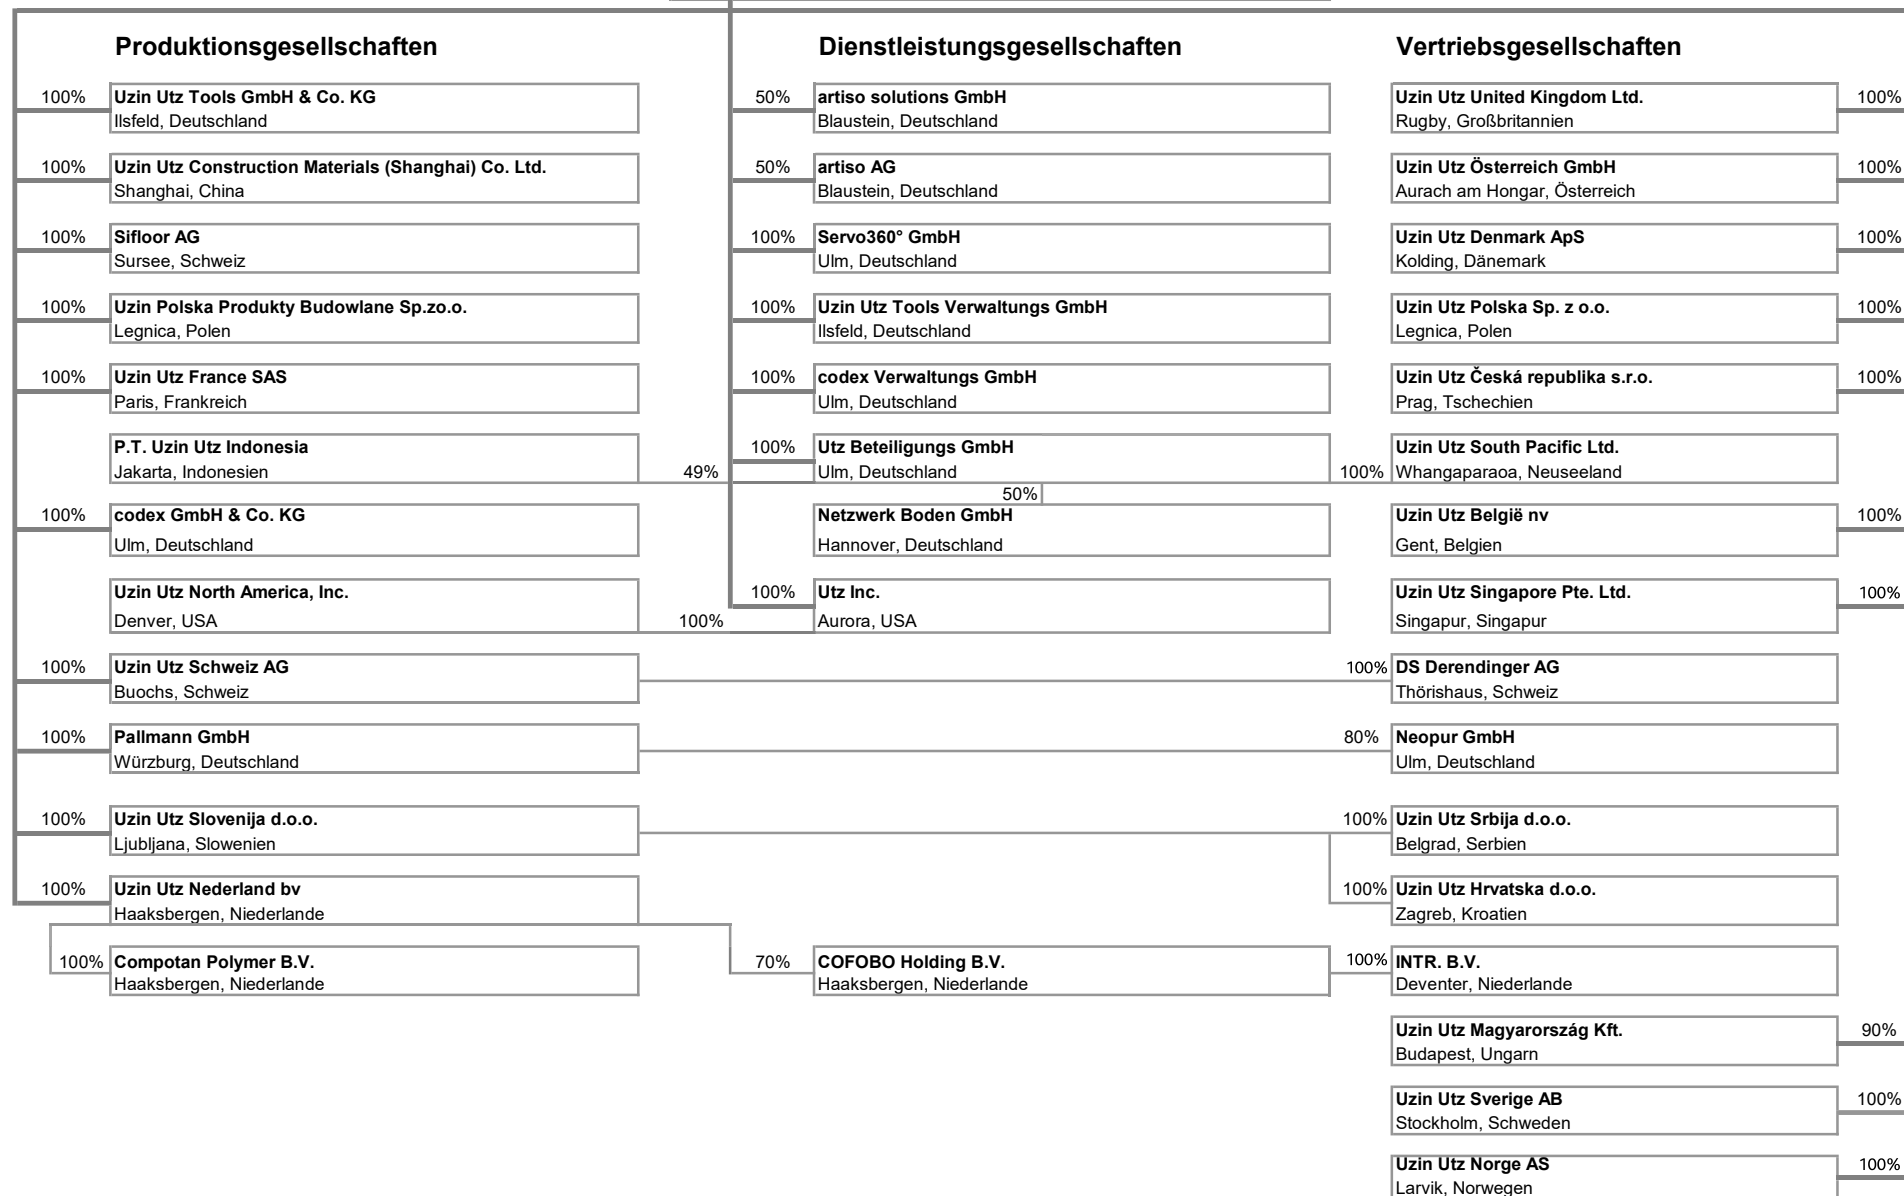 Produktionsgesellschaften
Dienstleistungsgesellschaften
Vertriebsgesellschaften
100%
Uzin Utz Tools GmbH & Co. KG
Ilsfeld, Deutschland
50%
artiso solutions GmbH
Blaustein, Deutschland
Uzin Utz United Kingdom Ltd.
Rugby, Großbritannien
100%
100%
Uzin Utz Construction Materials (Shanghai) Co. Ltd.
Shanghai, China
50%
artiso AG
Blaustein, Deutschland
Uzin Utz Österreich GmbH
Aurach am Hongar, Österreich
100%
100%
Sifloor AG
Sursee, Schweiz
100%
Servo360° GmbH
Ulm, Deutschland
Uzin Utz Denmark ApS
Kolding, Dänemark
100%
100%
Uzin Polska Produkty Budowlane Sp.zo.o.
Legnica, Polen
100%
Uzin Utz Tools Verwaltungs GmbH
Ilsfeld, Deutschland
Uzin Utz Polska Sp. z o.o.
Legnica, Polen
100%
100%
Uzin Utz France SAS
Paris, Frankreich
100%
codex Verwaltungs GmbH
Ulm, Deutschland
Uzin Utz Česká republika s.r.o.
Prag, Tschechien
100%
P.T. Uzin Utz Indonesia
Jakarta, Indonesien
49%
100%
Utz Beteiligungs GmbH
Ulm, Deutschland
100%
Uzin Utz South Pacific Ltd.
Whangaparaoa, Neuseeland
50%
100%
codex GmbH & Co. KG
Ulm, Deutschland
Netzwerk Boden GmbH
Hannover, Deutschland
Uzin Utz België nv
Gent, Belgien
100%
Uzin Utz North America, Inc.
Denver, USA
100%
100%
Utz Inc.
Aurora, USA
Uzin Utz Singapore Pte. Ltd.
Singapur, Singapur
100%
100%
Uzin Utz Schweiz AG
Buochs, Schweiz
100%
DS Derendinger AG
Thörishaus, Schweiz
100%
Pallmann GmbH
Würzburg, Deutschland
80%
Neopur GmbH
Ulm, Deutschland
100%
Uzin Utz Slovenija d.o.o.
Ljubljana, Slowenien
100%
Uzin Utz Srbija d.o.o.
Belgrad, Serbien
100%
Uzin Utz Nederland bv
Haaksbergen, Niederlande
100%
Uzin Utz Hrvatska d.o.o.
Zagreb, Kroatien
100%
Compotan Polymer B.V.
Haaksbergen, Niederlande
70%
COFOBO Holding B.V.
Haaksbergen, Niederlande
100%
INTR. B.V.
Deventer, Niederlande
Uzin Utz Magyarország Kft.
Budapest, Ungarn
90%
Uzin Utz Sverige AB
Stockholm, Schweden
100%
Uzin Utz Norge AS
Larvik, Norwegen
100%